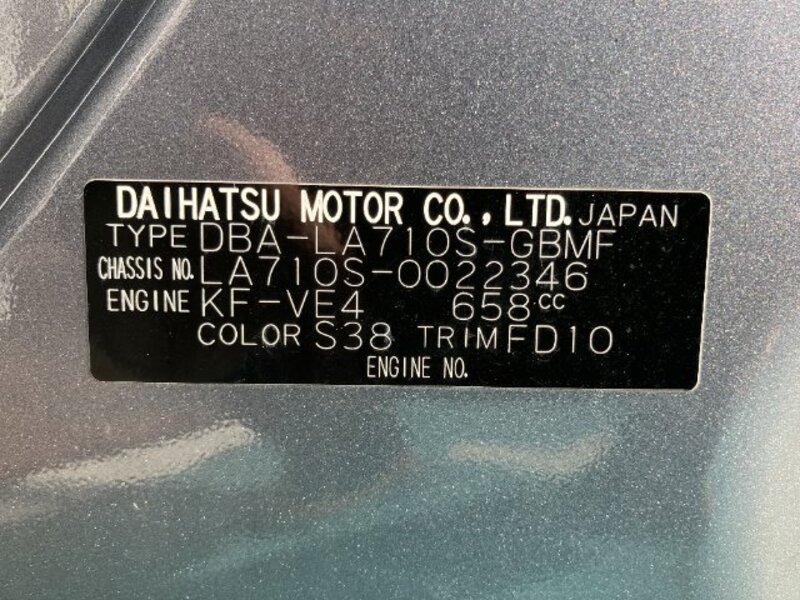 DAIHATSU MOTOR CO., LTD. JAPAN
TYPE DBA-LA710S-GBMF
CHASSIS NO. LA710S-0022346
ENGINE KF-VE4 658CC
COLOR S38 TRIM FD10
ENGINE NO.